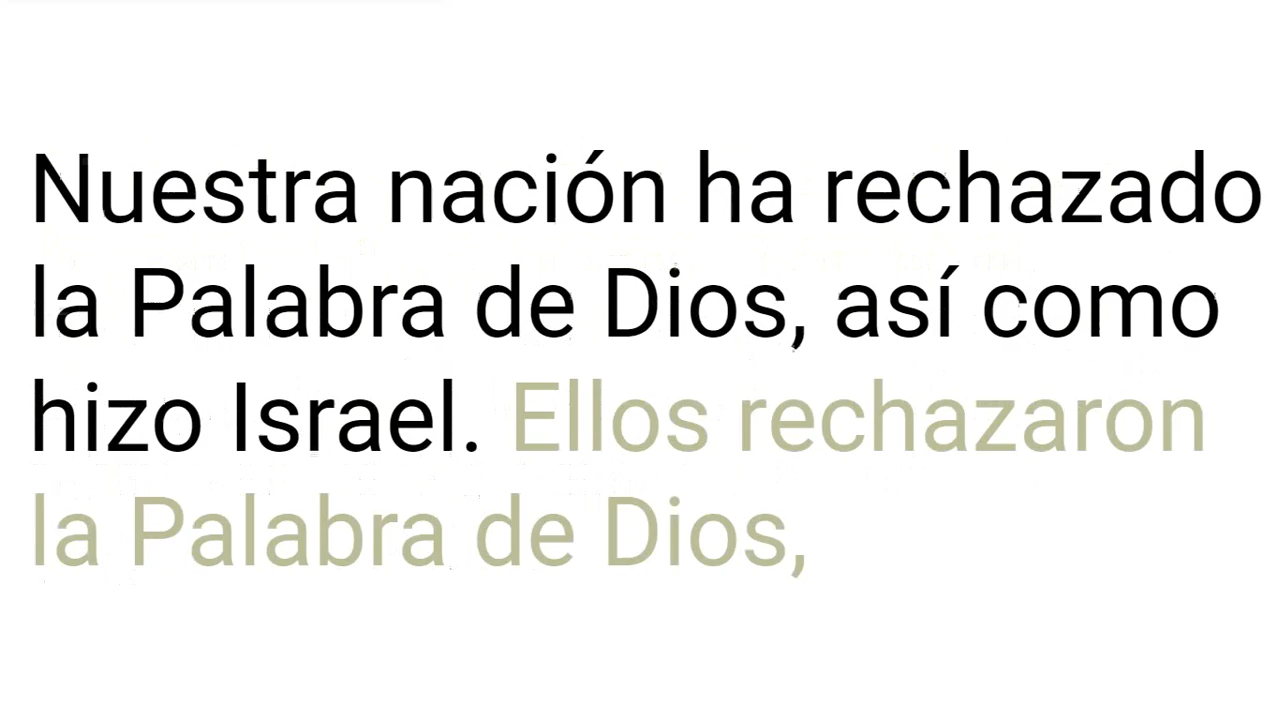 Nuestra nación ha rechazado
la Palabra de Dios, así como
hizo Israel. Ellos rechazaron
la Palabra de Dios,